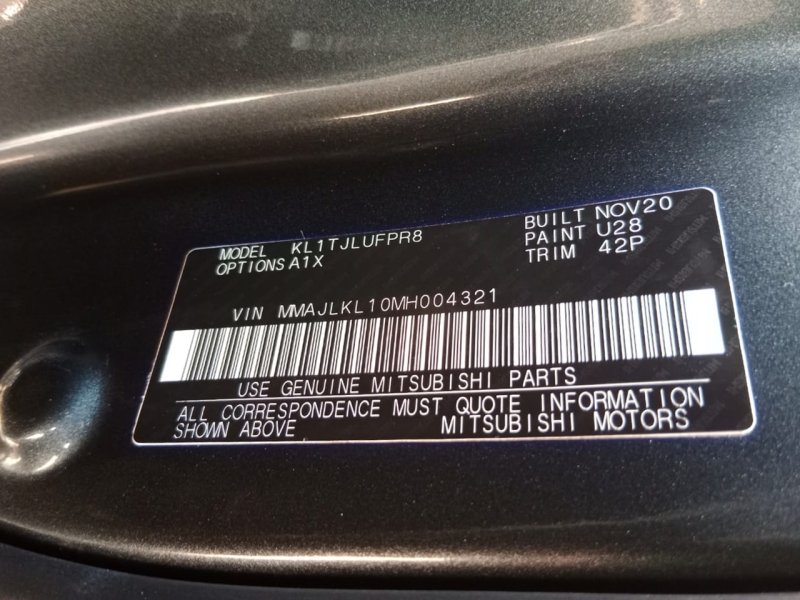 MODEL KL1TJLUFPR8 BUILT NOV20
OPTIONS A1X PAINT U28
TRIM 42P
VIN MMAJLKL10MH004321
USE GENUINE MITSUBISHI PARTS
ALL CORRESPONDENCE MUST QUOTE INFORMATION
SHOWN ABOVE MITSUBISHI MOTORS